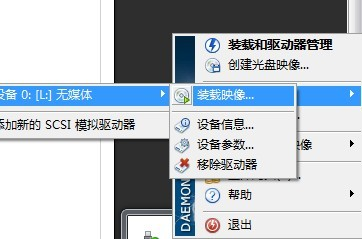 装载和驱动器管理
创建光盘映像...
设备 0: [L:] 无媒体
装载映像...
添加新的 SCSI 模拟驱动器
设备信息...
设备参数...
移除驱动器
帮助
退出
DAEMON